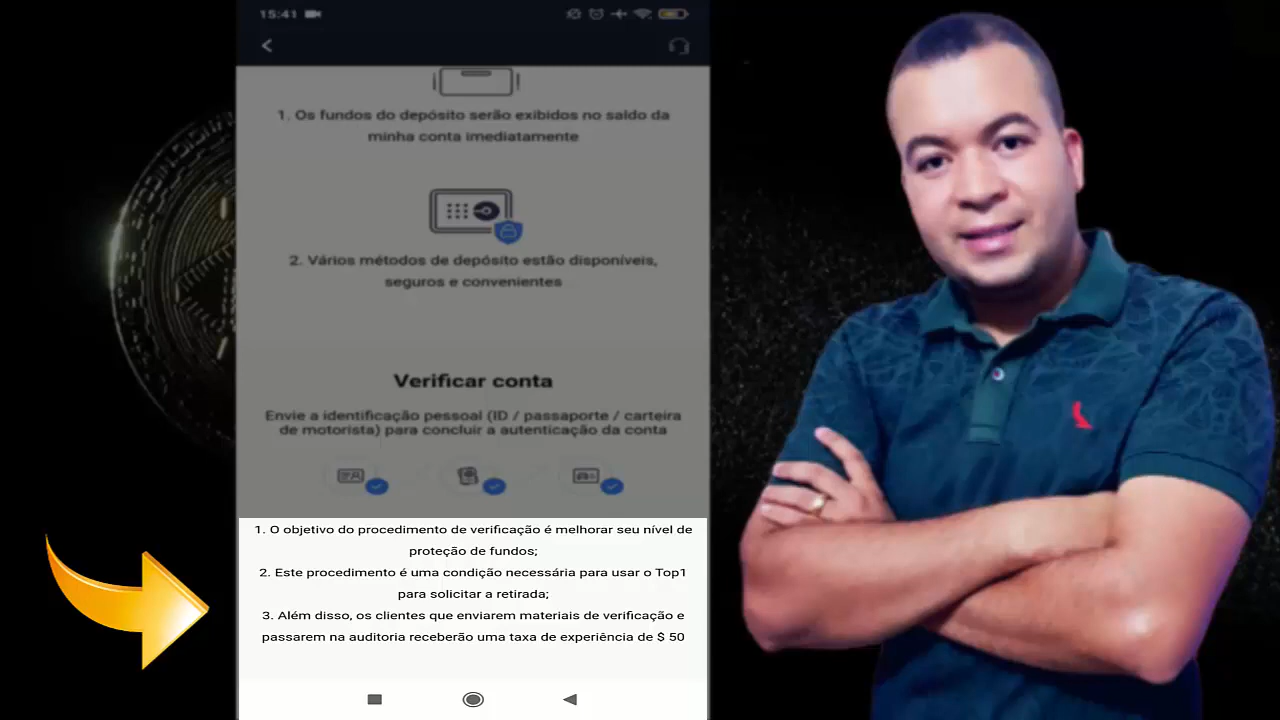 15:41
1. Os fundos do depósito serão exibidos no saldo da
minha conta imediatamente
2. Vários métodos de depósito estão disponíveis,
seguros e convenientes
Verificar conta
Envie a identificação pessoal (ID / passaporte / carteira
de motorista) para concluir a autenticação da conta
1. O objetivo do procedimento de verificação é melhorar seu nível de
proteção de fundos;
2. Este procedimento é uma condição necessária para usar o Top1
para solicitar a retirada;
3. Além disso, os clientes que enviarem materiais de verificação e
passarem na auditoria receberão uma taxa de experiência de $ 50